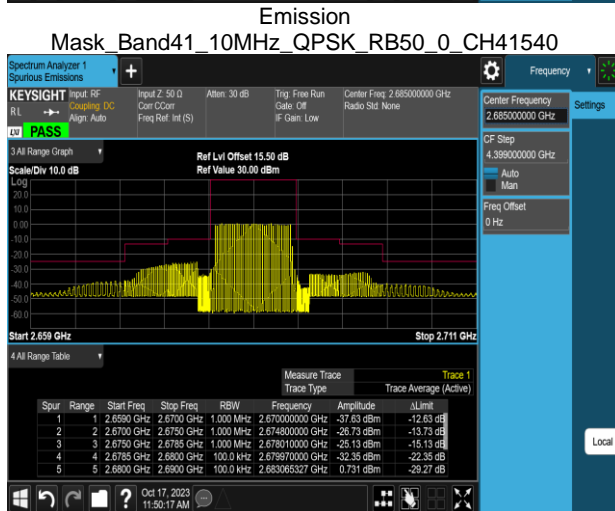 Emission
Mask_Band41_10MHz_QPSK_RB50_0_CH41540
Spectrum Analyzer 1
Spurious Emissions
+
Frequency
KEYSIGHT Input: RF Input Z: 50 Ω Atten: 30 dB Trig: Free Run Center Freq: 2.685000000 GHz
RL Coupling: DC Corr CCorr Gate: Off Radio Std: None
Align: Auto Freq Ref: Int (S) IF Gain: Low
LXI PASS
Center Frequency
2.685000000 GHz
Settings
CF Step
4.399000000 GHz
Auto
Man
Freq Offset
0 Hz
Local
3 All Range Graph
Ref Lvl Offset 15.50 dB
Scale/Div 10.0 dB Ref Value 30.00 dBm
Log
20.0
10.0
0.00
-10.0
-20.0
-30.0
-40.0
-50.0
-60.0
Start 2.659 GHz Stop 2.711 GHz
4 All Range Table
Measure Trace Trace 1
Trace Type Trace Average (Active)
Spur Range Start Freq Stop Freq RBW Frequency Amplitude ΔLimit
1 1 2.6590 GHz 2.6700 GHz 1.000 MHz 2.670000000 GHz -37.63 dBm -12.63 dB
2 2 2.6700 GHz 2.6750 GHz 1.000 MHz 2.674800000 GHz -26.73 dBm -13.73 dB
3 3 2.6750 GHz 2.6785 GHz 1.000 MHz 2.678010000 GHz -25.13 dBm -15.13 dB
4 4 2.6785 GHz 2.6800 GHz 100.0 kHz 2.679970000 GHz -32.35 dBm -22.35 dB
5 5 2.6800 GHz 2.6900 GHz 100.0 kHz 2.683065327 GHz 0.731 dBm -29.27 dB
?
Oct 17, 2023
11:50:17 AM